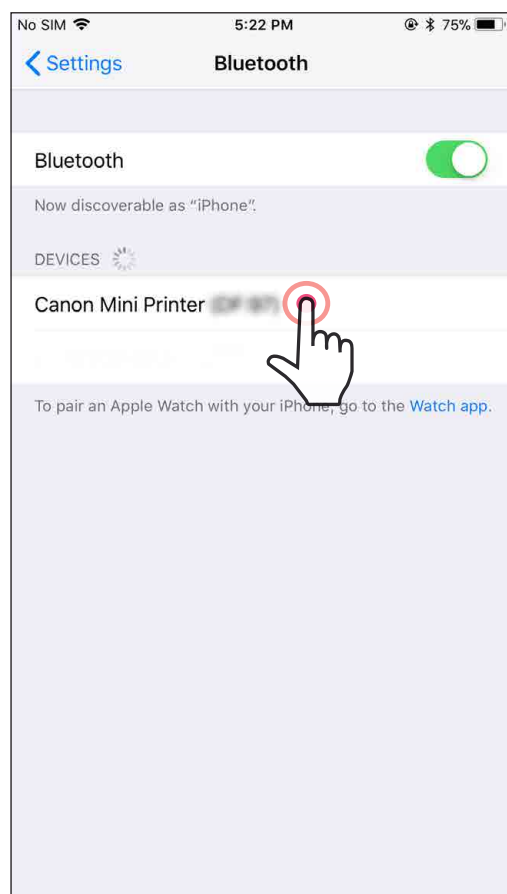 No SIM 5:22 PM 75%
Settings Bluetooth
Bluetooth
Now discoverable as “iPhone”.
DEVICES
Canon Mini Printer
To pair an Apple Watch with your iPhone, go to the Watch app.